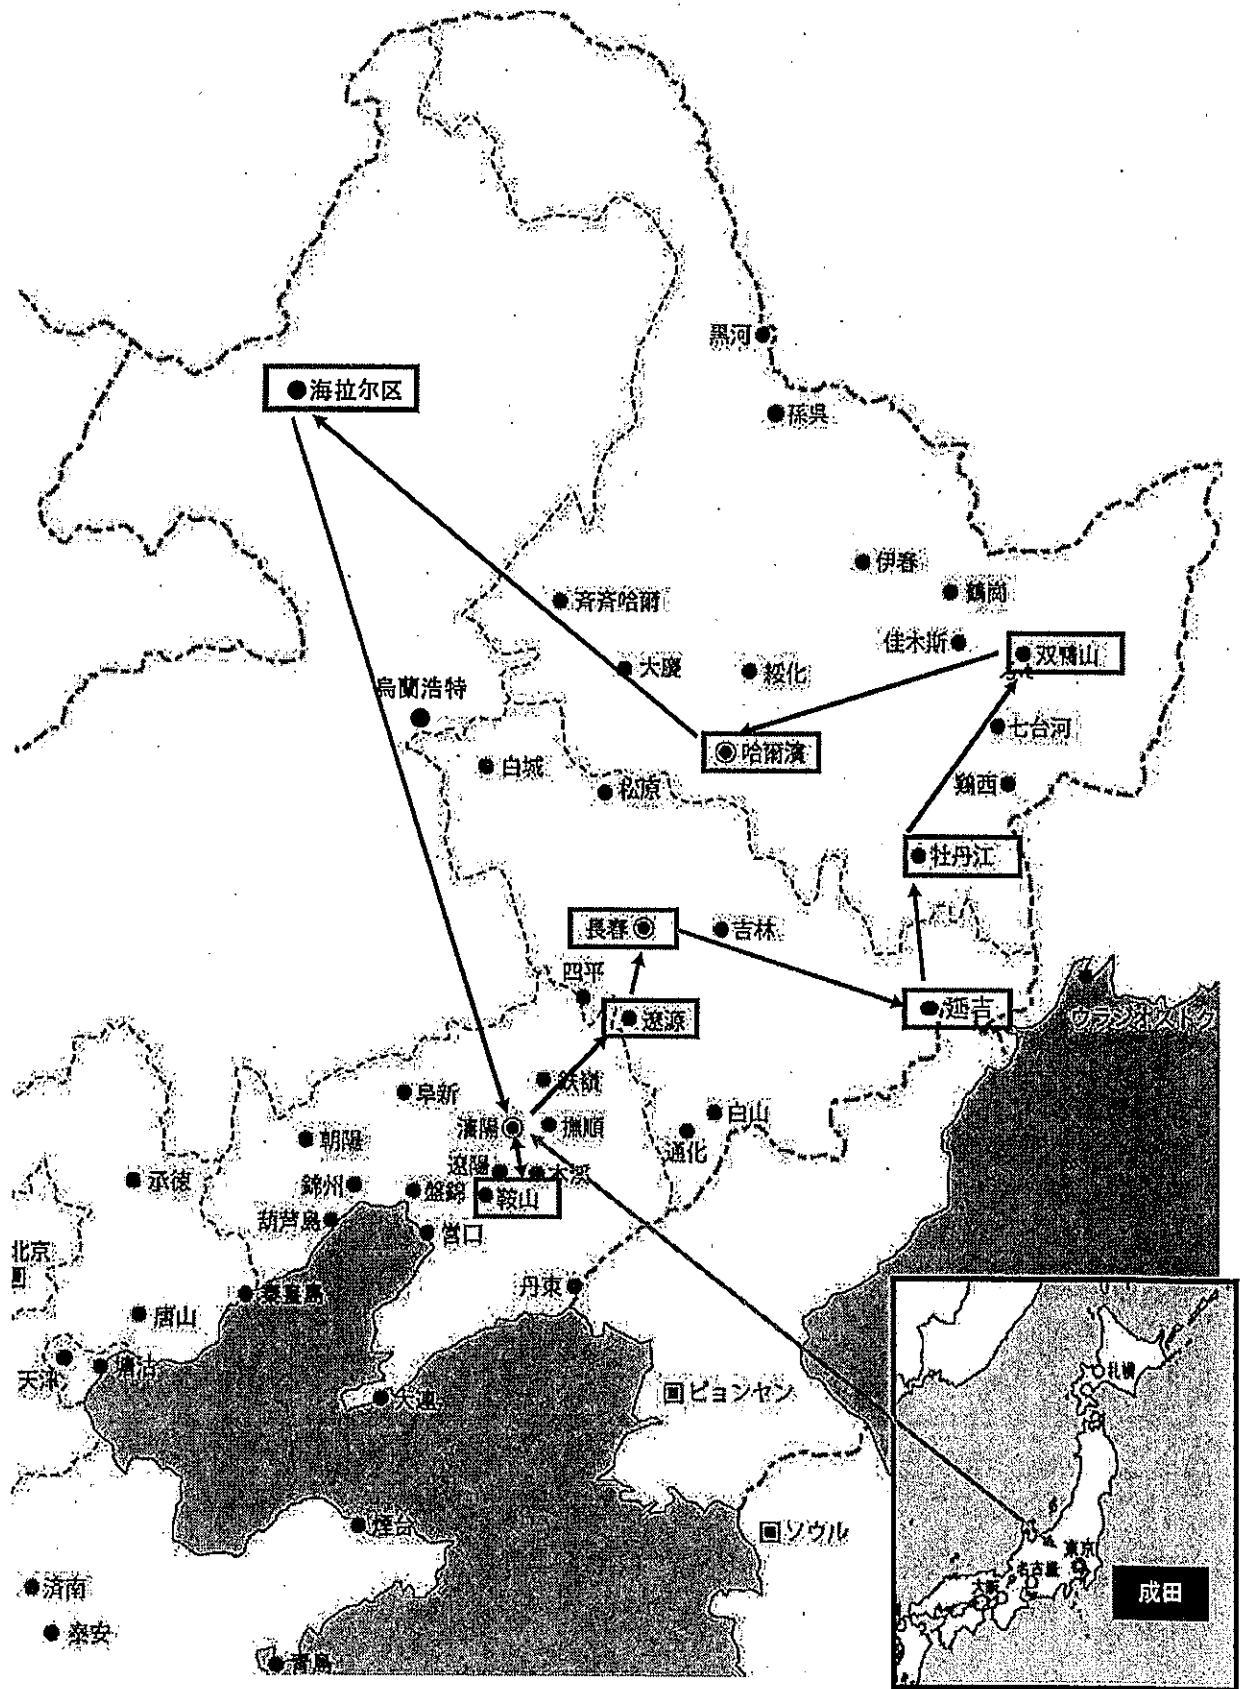 黒河
海拉尔区
孫呉
伊春
斉斉哈爾
鶴崗
佳木斯
双鴨山
大慶
綏化
烏蘭浩特
七台河
哈爾濱
白城
松原
鶏西
牡丹江
長春
吉林
四平
延吉
遼源
ウラジオストク
鉄嶺
阜新
白山
瀋陽
撫順
朝陽
通化
遼陽
本渓
承徳
錦州
盤錦
鞍山
葫芦島
営口
北京
丹東
秦皇島
唐山
天津
塘沽
札幌
大連
ピョンヤン
煙台
ソウル
東京
名古屋
大阪
成田
済南
泰安
青島